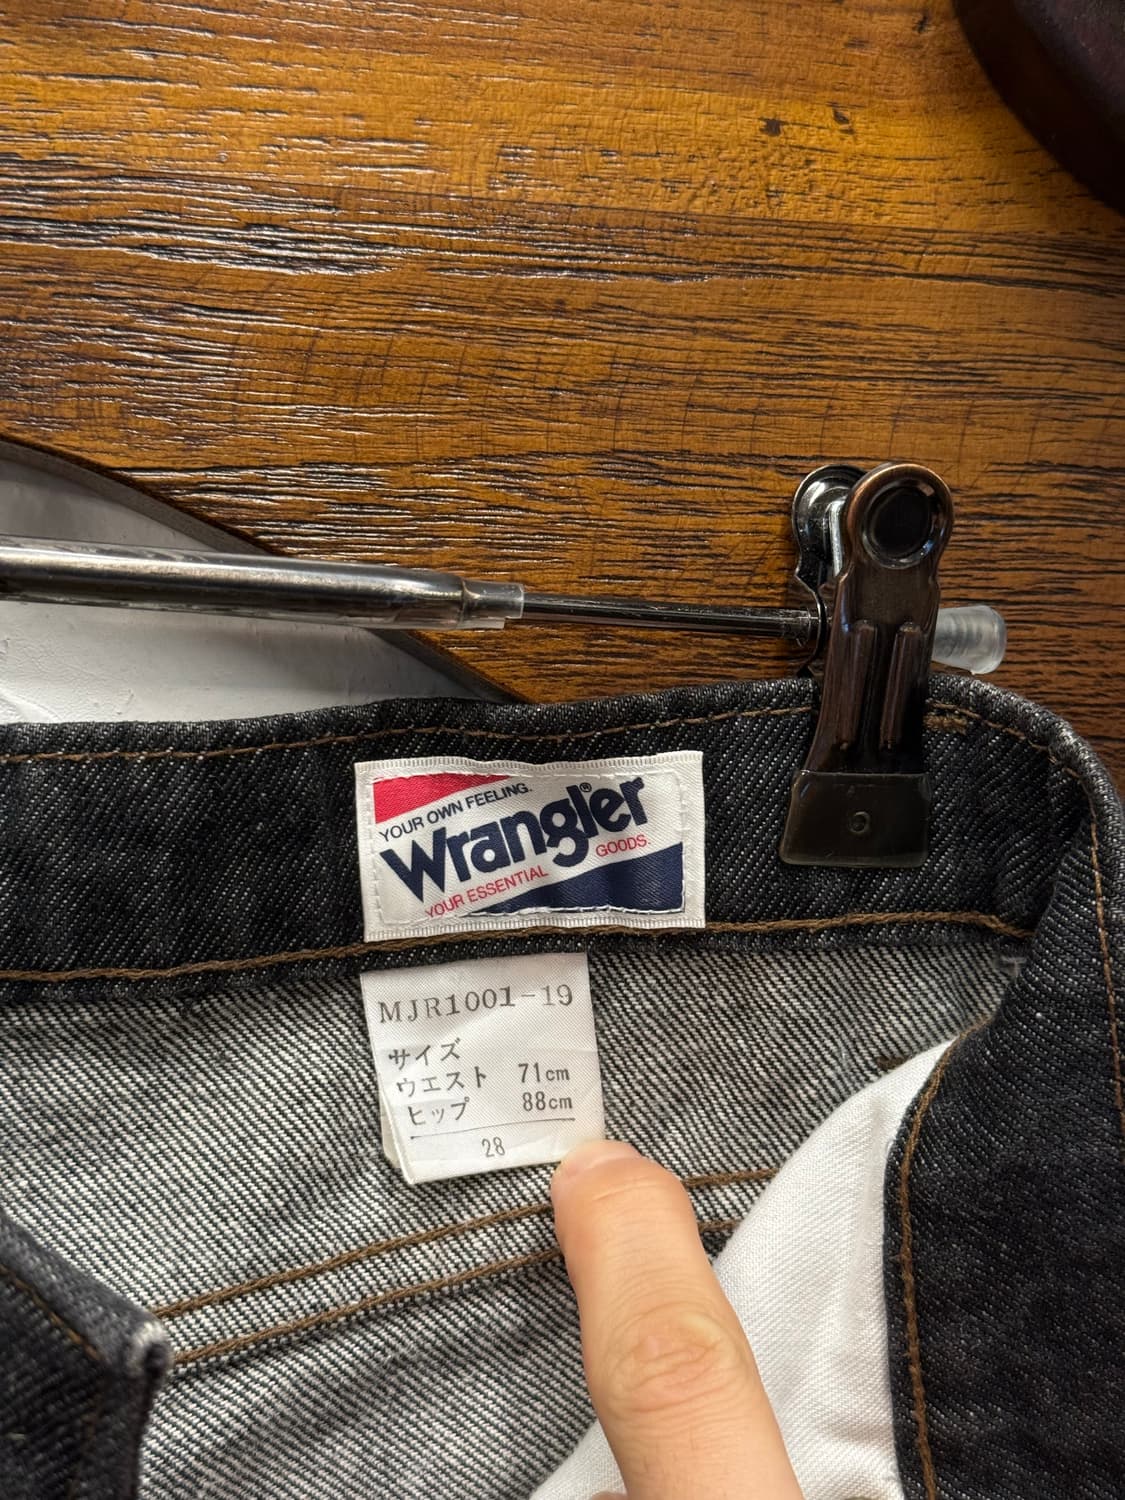 YOUR OWN FEELING.
Wrangler®
GOODS.
YOUR ESSENTIAL
MJR1001-19
サイズ
ウエスト 71cm
ヒップ 88cm
28